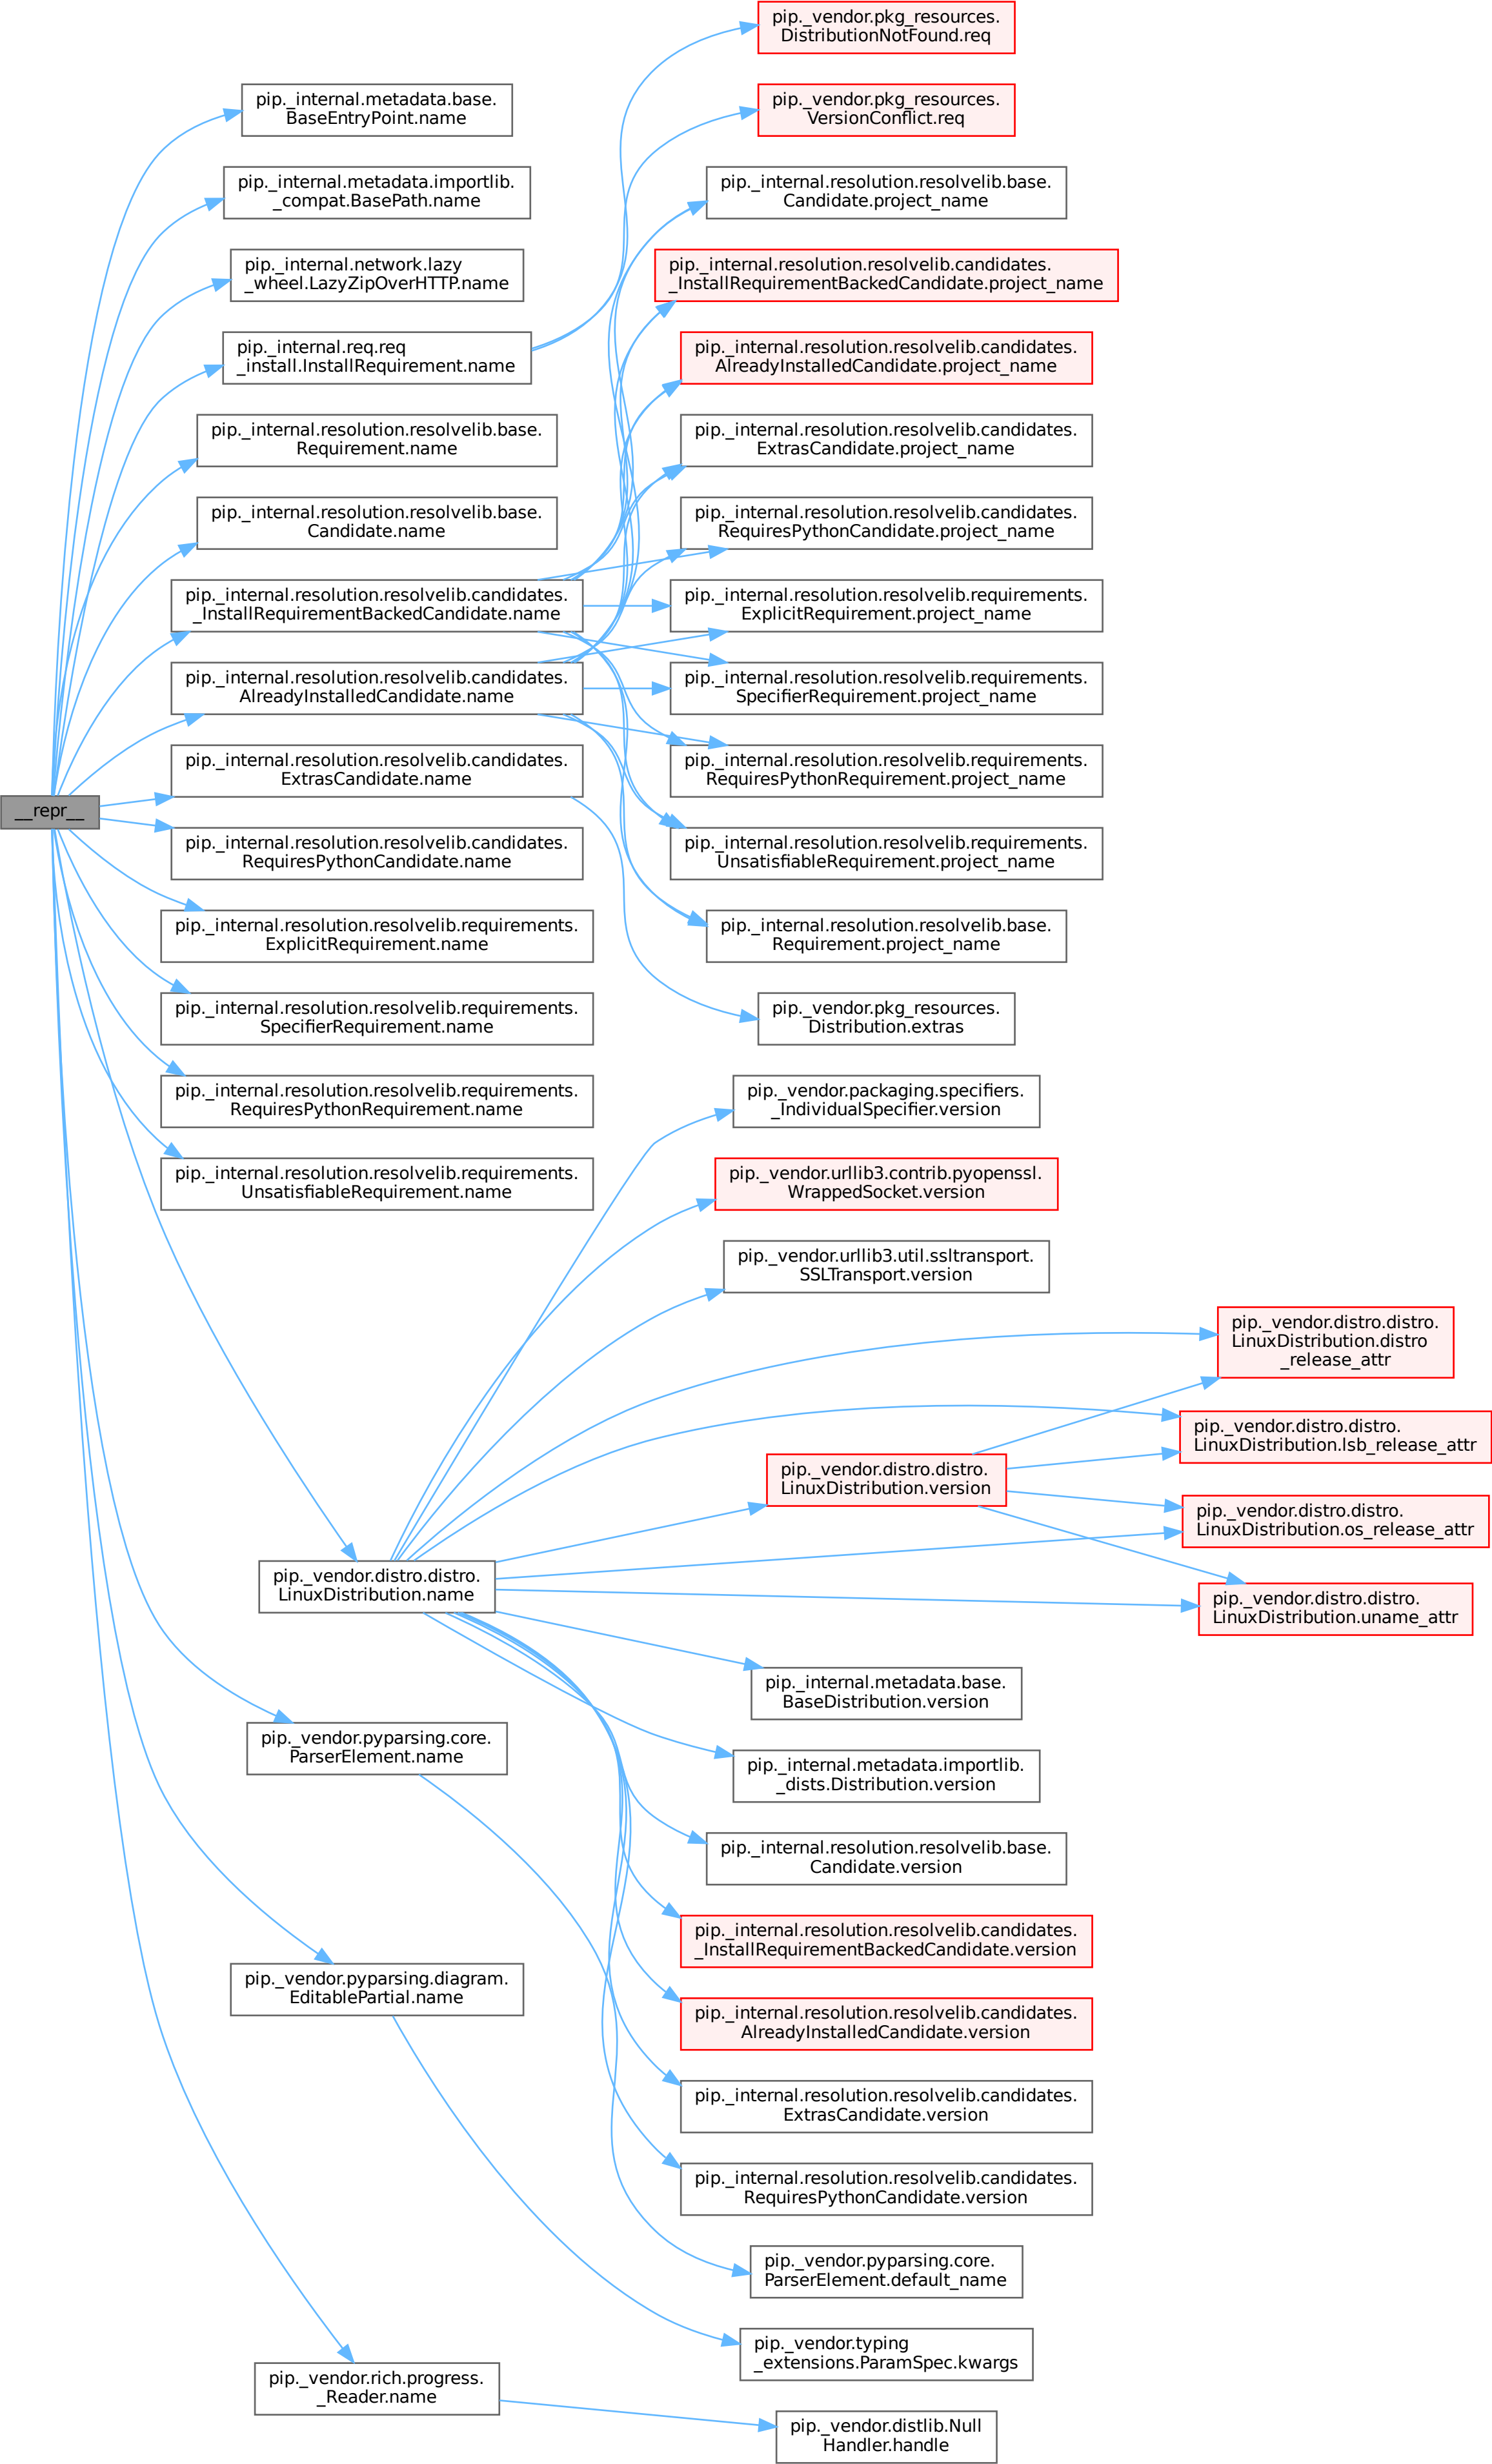 __repr__
pip._internal.metadata.base.
BaseEntryPoint.name
pip._internal.metadata.importlib.
_compat.BasePath.name
pip._internal.network.lazy
_wheel.LazyZipOverHTTP.name
pip._internal.req.req
_install.InstallRequirement.name
pip._internal.resolution.resolvelib.base.
Requirement.name
pip._internal.resolution.resolvelib.base.
Candidate.name
pip._internal.resolution.resolvelib.candidates.
_InstallRequirementBackedCandidate.name
pip._internal.resolution.resolvelib.candidates.
AlreadyInstalledCandidate.name
pip._internal.resolution.resolvelib.candidates.
ExtrasCandidate.name
pip._internal.resolution.resolvelib.candidates.
RequiresPythonCandidate.name
pip._internal.resolution.resolvelib.requirements.
ExplicitRequirement.name
pip._internal.resolution.resolvelib.requirements.
SpecifierRequirement.name
pip._internal.resolution.resolvelib.requirements.
RequiresPythonRequirement.name
pip._internal.resolution.resolvelib.requirements.
UnsatisfiableRequirement.name
pip._vendor.distro.distro.
LinuxDistribution.name
pip._vendor.pyparsing.core.
ParserElement.name
pip._vendor.pyparsing.diagram.
EditablePartial.name
pip._vendor.rich.progress.
_Reader.name
pip._vendor.pkg_resources.
DistributionNotFound.req
pip._vendor.pkg_resources.
VersionConflict.req
pip._internal.resolution.resolvelib.base.
Candidate.project_name
pip._internal.resolution.resolvelib.candidates.
_InstallRequirementBackedCandidate.project_name
pip._internal.resolution.resolvelib.candidates.
AlreadyInstalledCandidate.project_name
pip._internal.resolution.resolvelib.candidates.
ExtrasCandidate.project_name
pip._internal.resolution.resolvelib.candidates.
RequiresPythonCandidate.project_name
pip._internal.resolution.resolvelib.requirements.
ExplicitRequirement.project_name
pip._internal.resolution.resolvelib.requirements.
SpecifierRequirement.project_name
pip._internal.resolution.resolvelib.requirements.
RequiresPythonRequirement.project_name
pip._internal.resolution.resolvelib.requirements.
UnsatisfiableRequirement.project_name
pip._internal.resolution.resolvelib.base.
Requirement.project_name
pip._vendor.pkg_resources.
Distribution.extras
pip._vendor.packaging.specifiers.
_IndividualSpecifier.version
pip._vendor.urllib3.contrib.pyopenssl.
WrappedSocket.version
pip._vendor.urllib3.util.ssltransport.
SSLTransport.version
pip._vendor.distro.distro.
LinuxDistribution.version
pip._internal.metadata.base.
BaseDistribution.version
pip._internal.metadata.importlib.
_dists.Distribution.version
pip._internal.resolution.resolvelib.base.
Candidate.version
pip._internal.resolution.resolvelib.candidates.
_InstallRequirementBackedCandidate.version
pip._internal.resolution.resolvelib.candidates.
AlreadyInstalledCandidate.version
pip._internal.resolution.resolvelib.candidates.
ExtrasCandidate.version
pip._internal.resolution.resolvelib.candidates.
RequiresPythonCandidate.version
pip._vendor.pyparsing.core.
ParserElement.default_name
pip._vendor.typing
_extensions.ParamSpec.kwargs
pip._vendor.distlib.Null
Handler.handle
pip._vendor.distro.distro.
LinuxDistribution.distro
_release_attr
pip._vendor.distro.distro.
LinuxDistribution.lsb_release_attr
pip._vendor.distro.distro.
LinuxDistribution.os_release_attr
pip._vendor.distro.distro.
LinuxDistribution.uname_attr